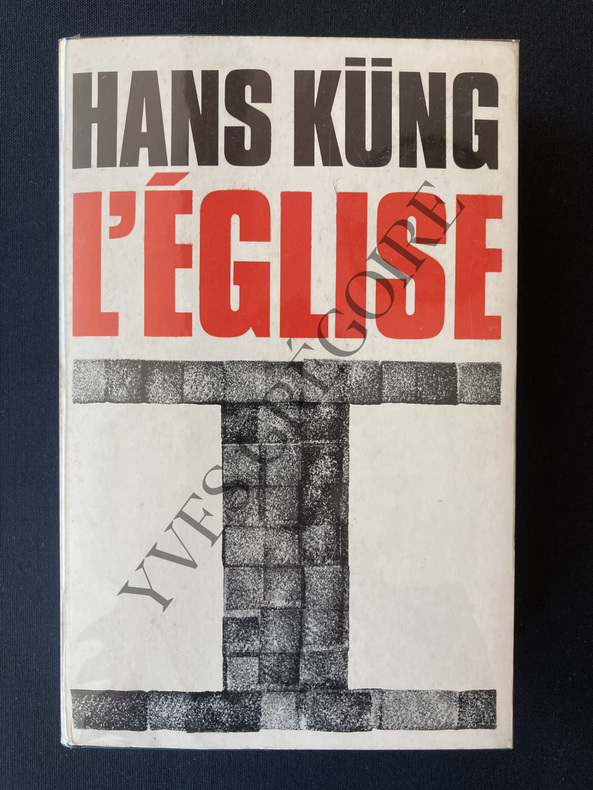 HANS KÜNG
L'ÉGLISE
YVES GRÉGOIRE